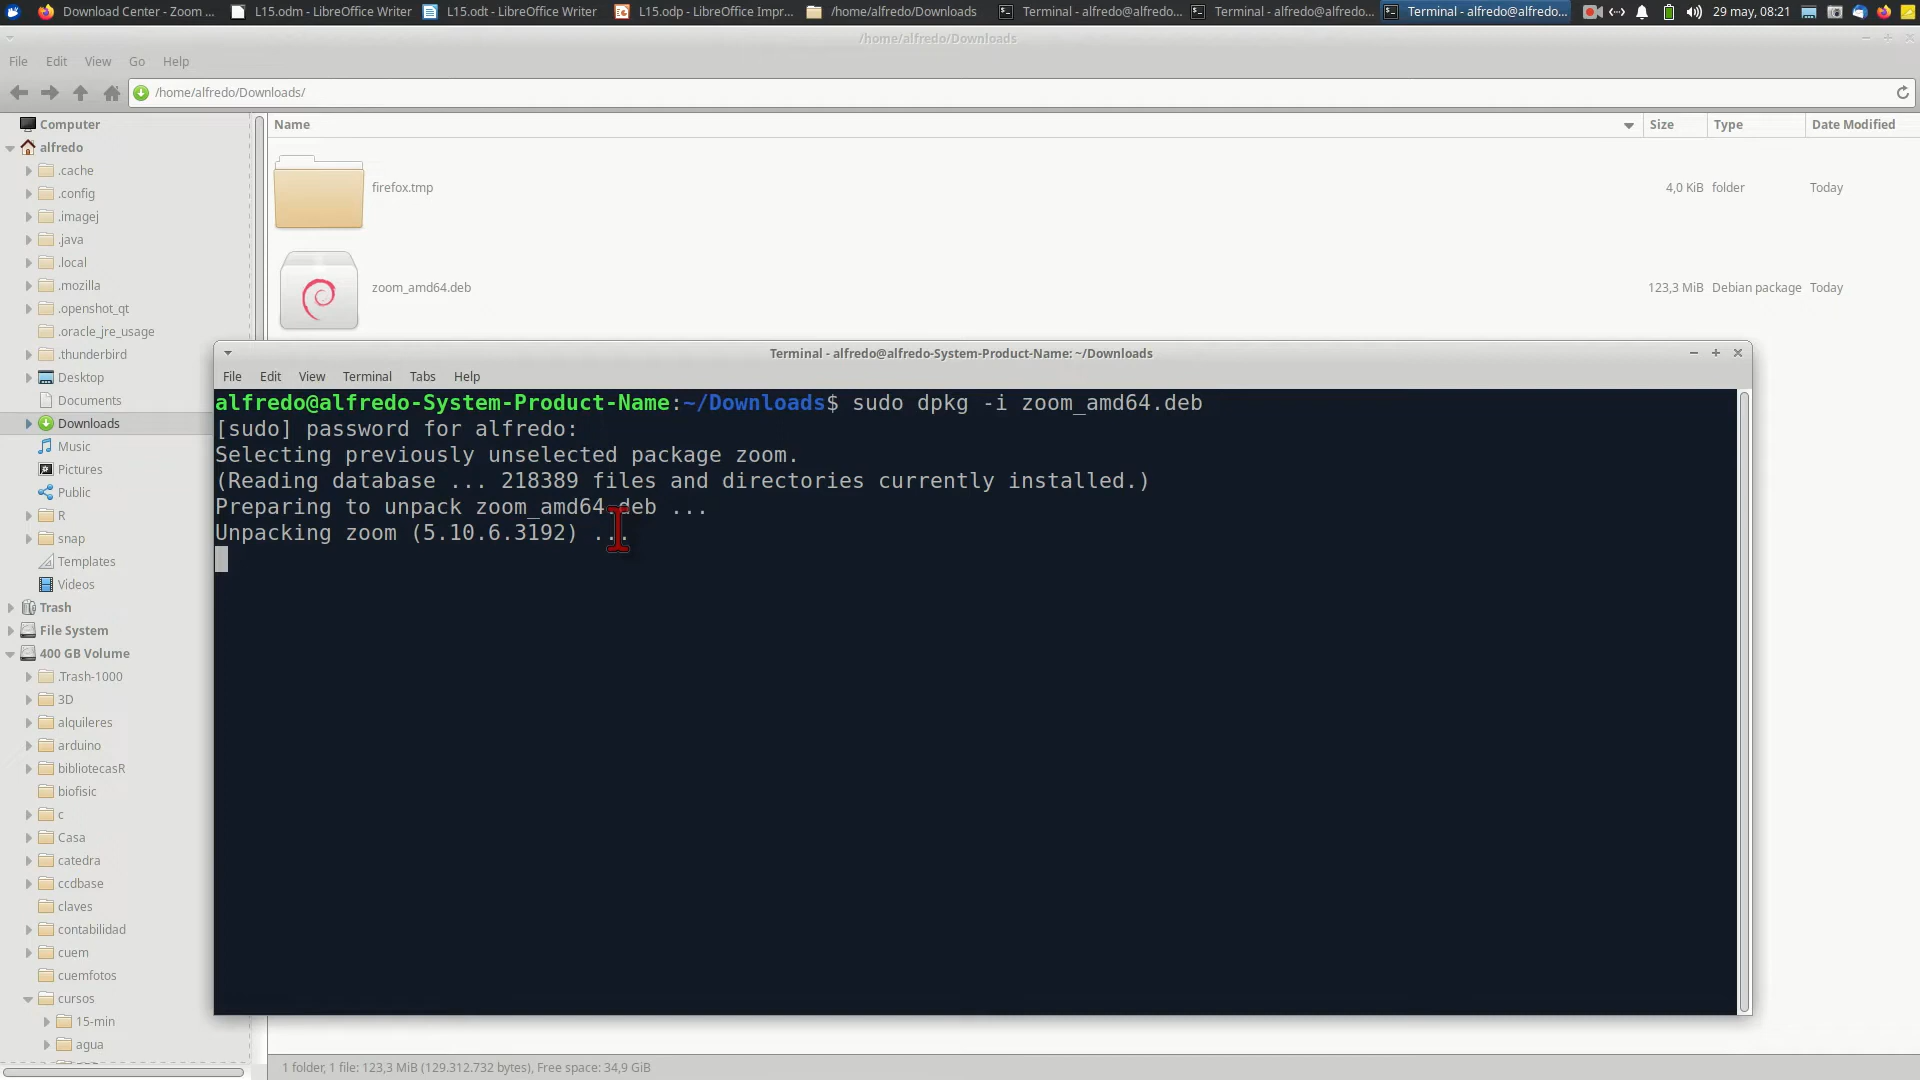 Download Center - Zoom ...
L15.odm - LibreOffice Writer
L15.odt - LibreOffice Writer
L15.odp - LibreOffice Impr...
/home/alfredo/Downloads
Terminal - alfredo@alfredo...
Terminal - alfredo@alfredo...
Terminal - alfredo@alfredo...
29 may, 08:21
/home/alfredo/Downloads
File Edit View Go Help
/home/alfredo/Downloads/
Name Size Type Date Modified
Computer
alfredo
.cache
.config
.imagej
.java
.local
.mozilla
.openshot_qt
.oracle_jre_usage
.thunderbird
Desktop
Documents
Downloads
Music
Pictures
Public
R
snap
Templates
Videos
Trash
File System
400 GB Volume
.Trash-1000
3D
alquileres
arduino
bibliotecasR
biofisic
c
Casa
catedra
ccdbase
claves
contabilidad
cuem
cuemfotos
cursos
15-min
agua
firefox.tmp 4,0 KiB folder Today
zoom_amd64.deb 123,3 MiB Debian package Today
Terminal - alfredo@alfredo-System-Product-Name: ~/Downloads
File Edit View Terminal Tabs Help
alfredo@alfredo-System-Product-Name:~/Downloads$ sudo dpkg -i zoom_amd64.deb
[sudo] password for alfredo:
Selecting previously unselected package zoom.
(Reading database ... 218389 files and directories currently installed.)
Preparing to unpack zoom_amd64.deb ...
Unpacking zoom (5.10.6.3192) ...
1 folder, 1 file: 123,3 MiB (129.312.732 bytes), Free space: 34,9 GiB